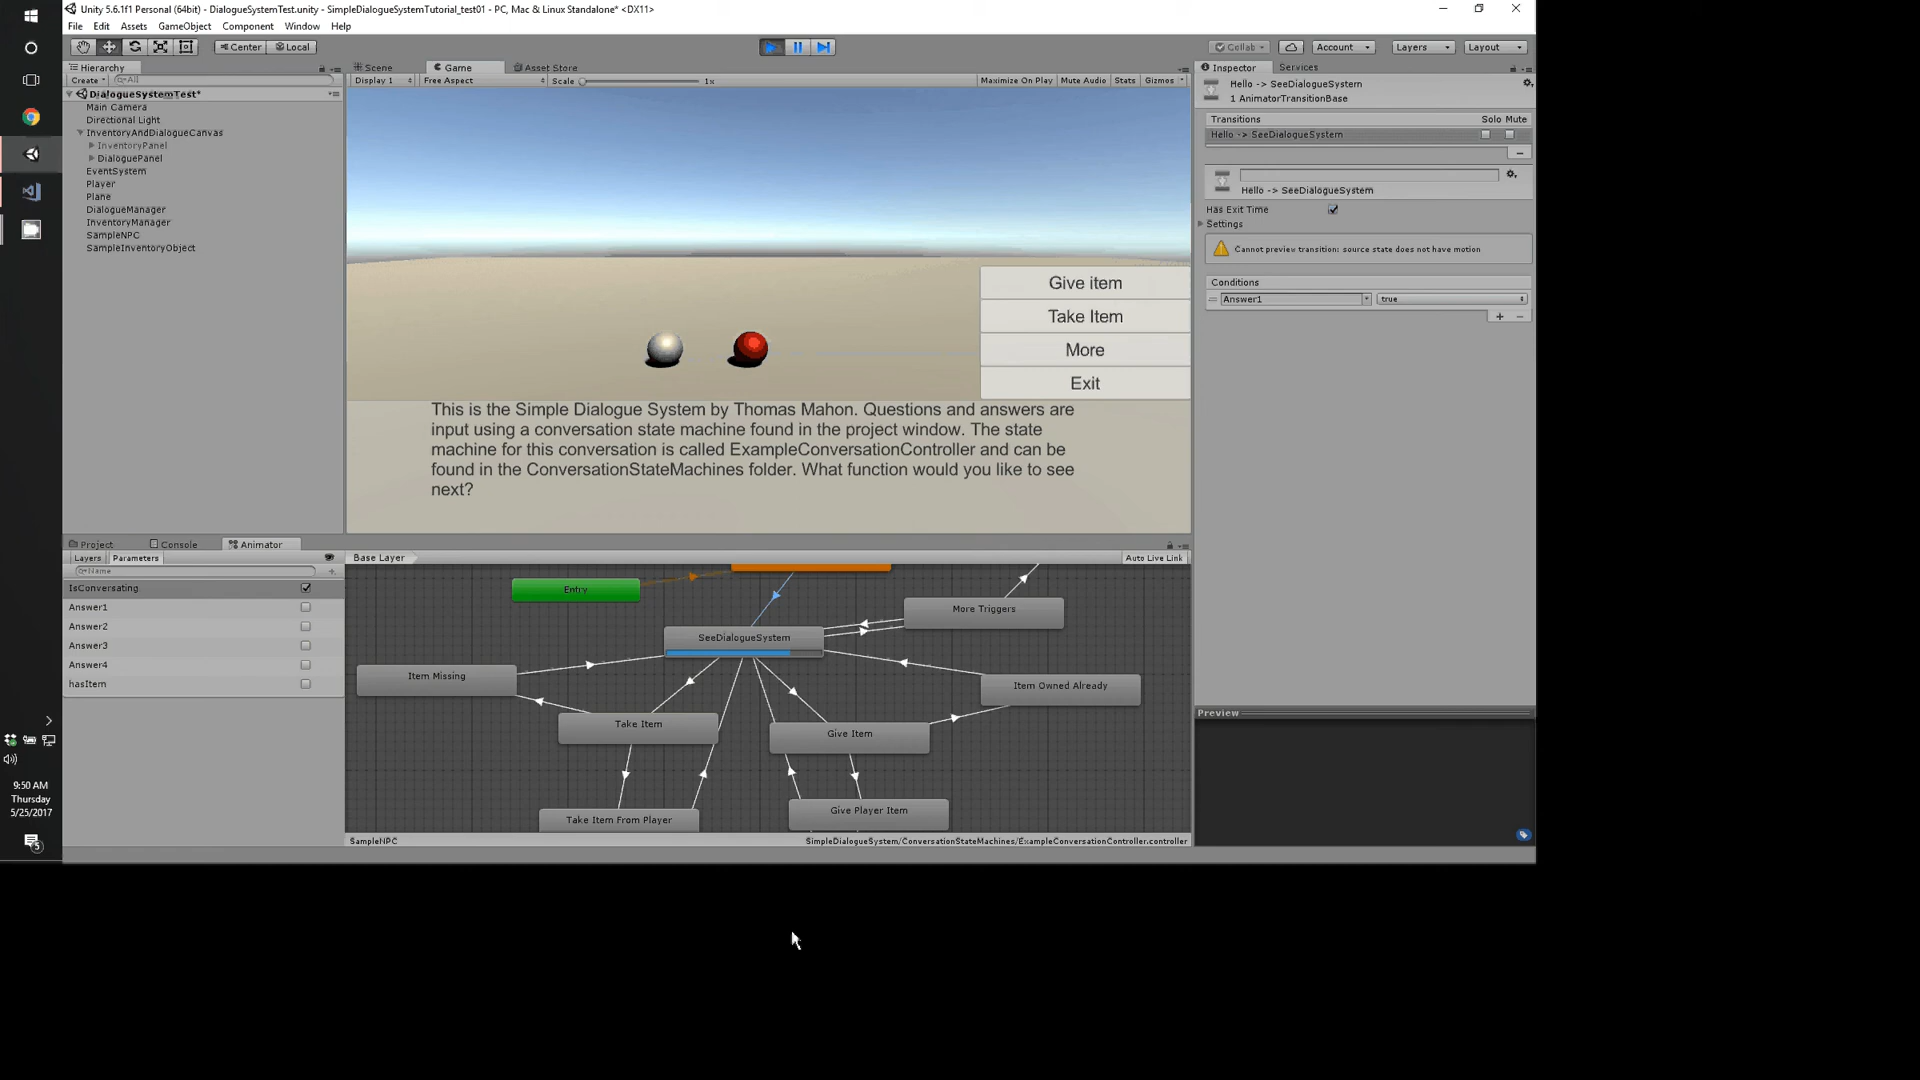 Unity 5.6.1f1 Personal (64bit) - DialogueSystemTest.unity - SimpleDialogueSystemTutorial_test01 - PC, Mac & Linux Standalone* <DX11>
File Edit Assets GameObject Component Window Help
Center Local
Collab Account Layers Layout
Hierarchy
Create All
DialogueSystemTest*
Main Camera
Directional Light
InventoryAndDialogueCanvas
InventoryPanel
DialoguePanel
EventSystem
Player
Plane
DialogueManager
InventoryManager
SampleNPC
SampleInventoryObject
Scene Game Asset Store
Display 1 Free Aspect Scale 1x Maximize On Play Mute Audio Stats Gizmos
Give item
Take Item
More
Exit
This is the Simple Dialogue System by Thomas Mahon. Questions and answers are
input using a conversation state machine found in the project window. The state
machine for this conversation is called ExampleConversationController and can be
found in the ConversationStateMachines folder. What function would you like to see
next?
Inspector Services
Hello -> SeeDialogueSystem
1 AnimatorTransitionBase
Transitions Solo Mute
Hello -> SeeDialogueSystem
Hello -> SeeDialogueSystem
Has Exit Time
Settings
Cannot preview transition: source state does not have motion
Conditions
Answer1 true
Preview
Project Console Animator
Layers Parameters
Name
IsConversating
Answer1
Answer2
Answer3
Answer4
hasItem
Base Layer Auto Live Link
Entry
More Triggers
SeeDialogueSystem
Item Missing
Item Owned Already
Take Item
Give Item
Give Player Item
Take Item From Player
SampleNPC SimpleDialogueSystem/ConversationStateMachines/ExampleConversationController.controller
9:50 AM
Thursday
5/25/2017
5